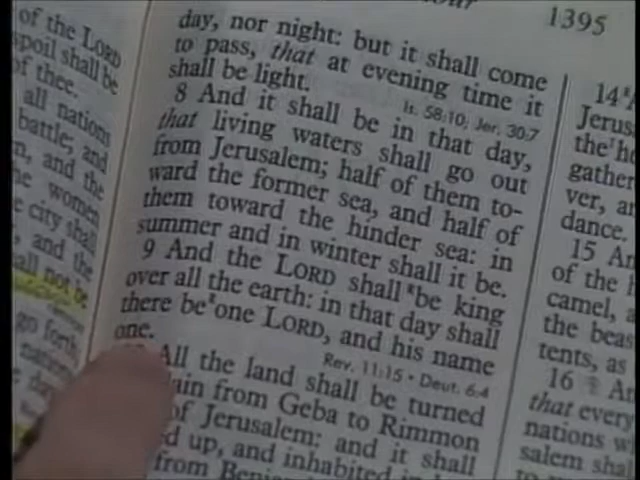 of the LORD
spoil shall be
of thee.
all nations
battle; and
and the
women
city shall
and the
shall not be
go forth,
1395
day, nor night: but it shall come
to pass, that at evening time it
shall be light.
Is. 58:10; Jer. 30:7
8 And it shall be in that day,
that living waters shall go out
from Jerusalem; half of them to-
ward the former sea, and half of
them toward the hinder sea: in
summer and in winter shall it be.
9 And the LORD shall be king
over all the earth: in that day shall
there be one LORD, and his name
one.
Rev. 11:15 • Deut. 6:4
All the land shall be turned
from Geba to Rimmon
of Jerusalem: and it shall
up, and inhabited
from
14
Jerus
the
gather
ver, a
dance.
15 An
of the
camel, a
the beas
tents, as
16 An
that every
nations w
salem shal